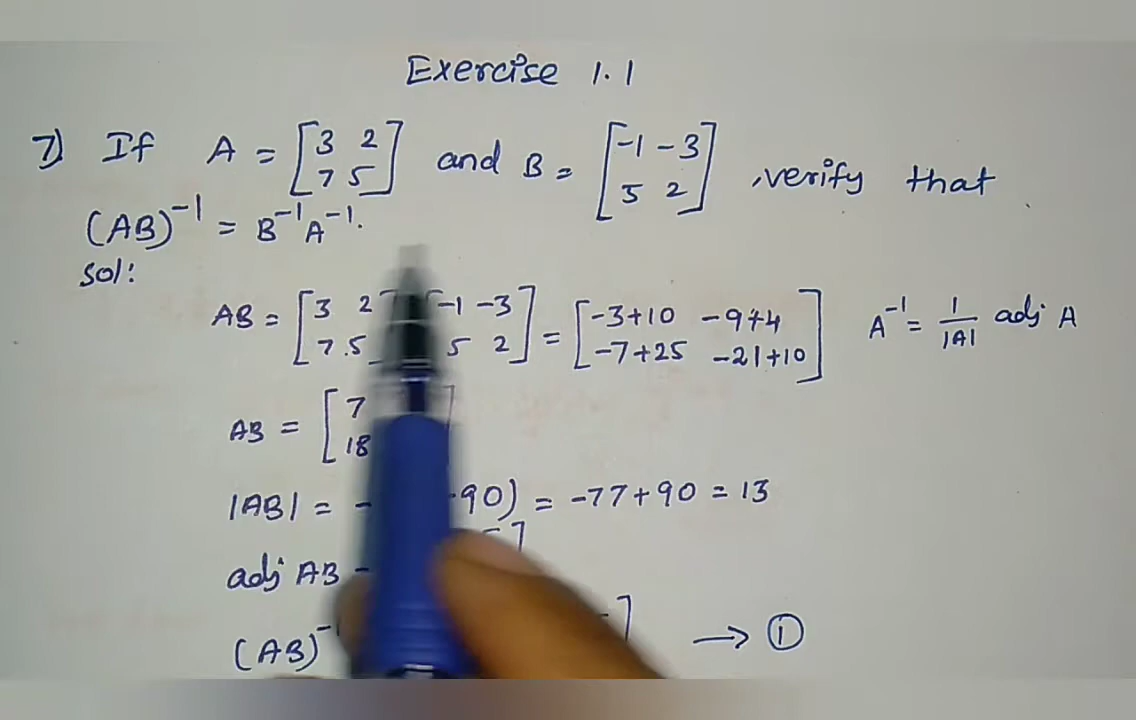 Exercise 1.1
7) If A = [3 2 7 5] and B = [-1 -3 5 2] , verify that
(AB)⁻¹ = B⁻¹A⁻¹.
Sol:
AB = [3 2 7 5 [-1 -3 5 2] = [-3+10 -9+4 -7+25 -21+10] A⁻¹ = 1/|A| adj A
AB = [7 18
|AB| = - -90) = -77+90 = 13
adj AB
(AB)⁻¹ → ①